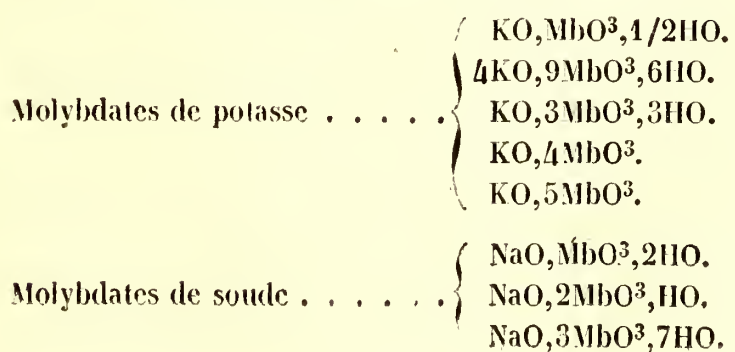 KO,MbO³,1/2HO.
4KO,9MbO³,6HO.
Molybdates de potasse . . . . . KO,3MbO³,3HO.
KO,4MbO³.
KO,5MbO³.
NaO,MbO³,2HO.
Molybdates de soude . . . . . . NaO,2MbO³,HO.
NaO,3MbO³,7HO.